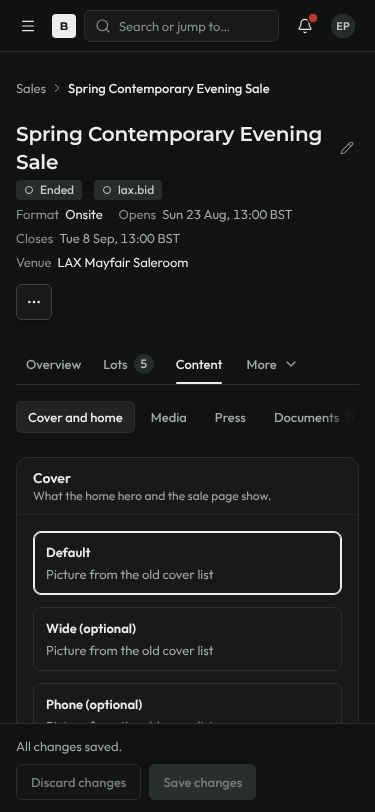 B
Search or jump to...
EP
Sales > Spring Contemporary Evening Sale
Spring Contemporary Evening
Sale
Ended
lax.bid
Format Onsite Opens Sun 23 Aug, 13:00 BST
Closes Tue 8 Sep, 13:00 BST
Venue LAX Mayfair Saleroom
...
Overview Lots 5 Content More
Cover and home Media Press Documents
Cover
What the home hero and the sale page show.
Default
Picture from the old cover list
Wide (optional)
Picture from the old cover list
Phone (optional)
All changes saved.
Discard changes Save changes